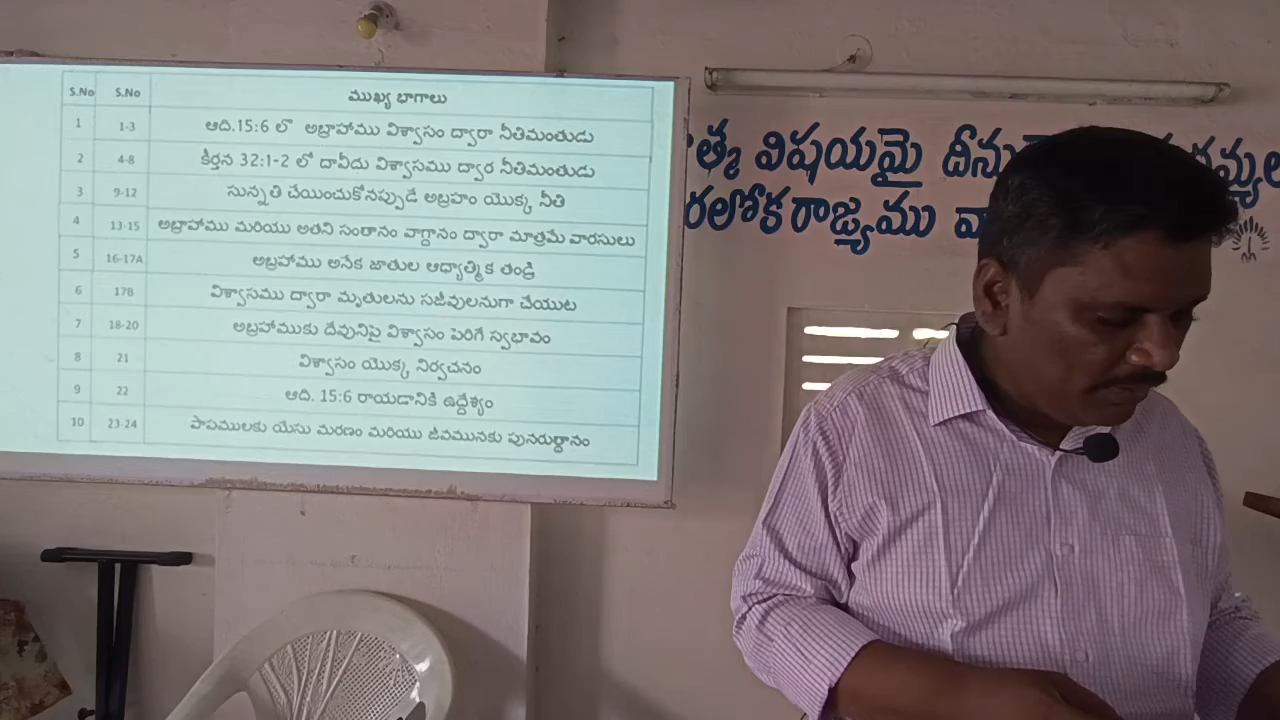 S.No S.No ముఖ్య భాగాలు
1 1-3 ఆది.15:6 లో అబ్రాహాము విశ్వాసం ద్వారా నీతిమంతుడు
2 4-8 కీర్తన 32:1-2 లో దావీదు విశ్వాసము ద్వార నీతిమంతుడు
3 9-12 సున్నతి చేయించుకోనప్పుడే అబ్రహం యొక్క నీతి
4 13-15 అబ్రాహాము మరియు అతని సంతానం వాగ్దానం ద్వారా మాత్రమే వారసులు
5 16-17A అబ్రహాము అనేక జాతుల ఆధ్యాత్మిక తండ్రి
6 17B విశ్వాసము ద్వారా మృతులను సజీవులనుగా చేయుట
7 18-20 అబ్రహాముకు దేవునిపై విశ్వాసం పెరిగే స్వభావం
8 21 విశ్వాసం యొక్క నిర్వచనం
9 22 ఆది. 15:6 రాయడానికి ఉద్దేశ్యం
10 23-24 పాపములకు యేసు మరణం మరియు జీవమునకు పునరుర్ధానం
విషయమై
రాజ్యము